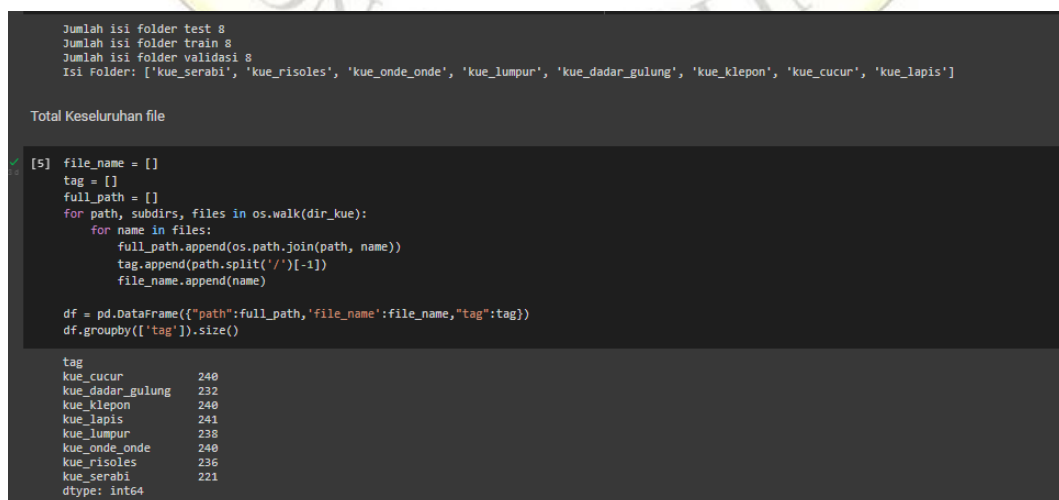 Jumlah isi folder test 8
Jumlah isi folder train 8
Jumlah isi folder validasi 8
Isi Folder: ['kue_serabi', 'kue_risoles', 'kue_onde_onde', 'kue_lumpur', 'kue_dadar_gulung', 'kue_klepon', 'kue_cucur', 'kue_lapis']
Total Keseluruhan file
[5] file_name = []
tag = []
full_path = []
for path, subdirs, files in os.walk(dir_kue):
for name in files:
full_path.append(os.path.join(path, name))
tag.append(path.split('/')[-1])
file_name.append(name)
df = pd.DataFrame({"path":full_path,'file_name':file_name,"tag":tag})
df.groupby(['tag']).size()
tag
kue_cucur 240
kue_dadar_gulung 232
kue_klepon 240
kue_lapis 241
kue_lumpur 238
kue_onde_onde 240
kue_risoles 236
kue_serabi 221
dtype: int64